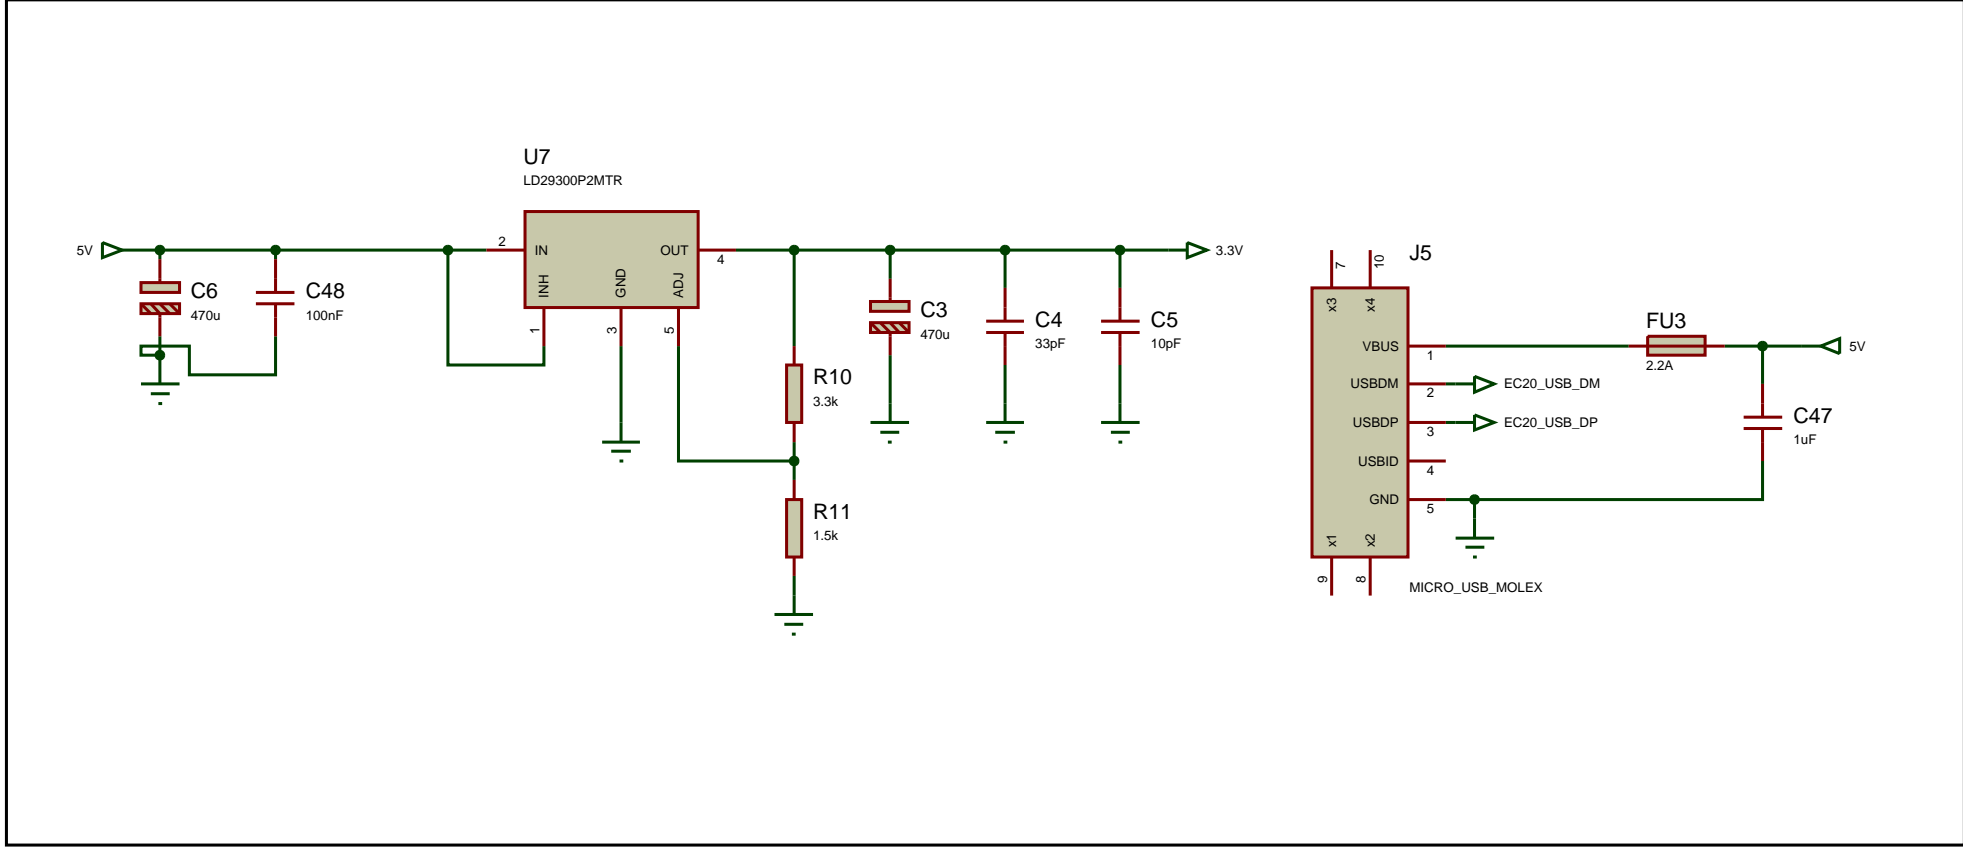 U7
LD29300P2MTR
5V
2
IN
OUT
4
INH
GND
ADJ
1
3
5
C6
470u
C48
100nF
3.3V
C3
470u
C4
33pF
C5
10pF
R10
3.3k
R11
1.5k
J5
7
10
x3
x4
VBUS
1
USBDM
2
EC20_USB_DM
USBDP
3
EC20_USB_DP
USBID
4
GND
5
x1
x2
9
8
MICRO_USB_MOLEX
FU3
2.2A
5V
C47
1uF